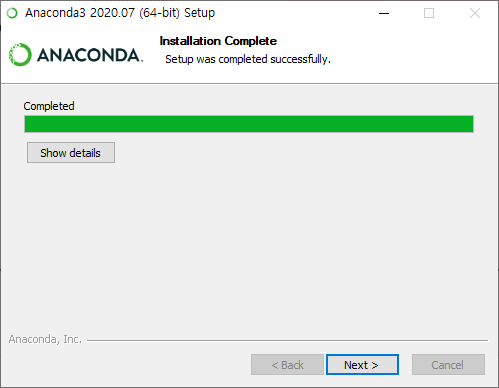 Anaconda3 2020.07 (64-bit) Setup
ANACONDA.
Installation Complete
Setup was completed successfully.
Completed
Show details
Anaconda, Inc.
< Back
Next >
Cancel